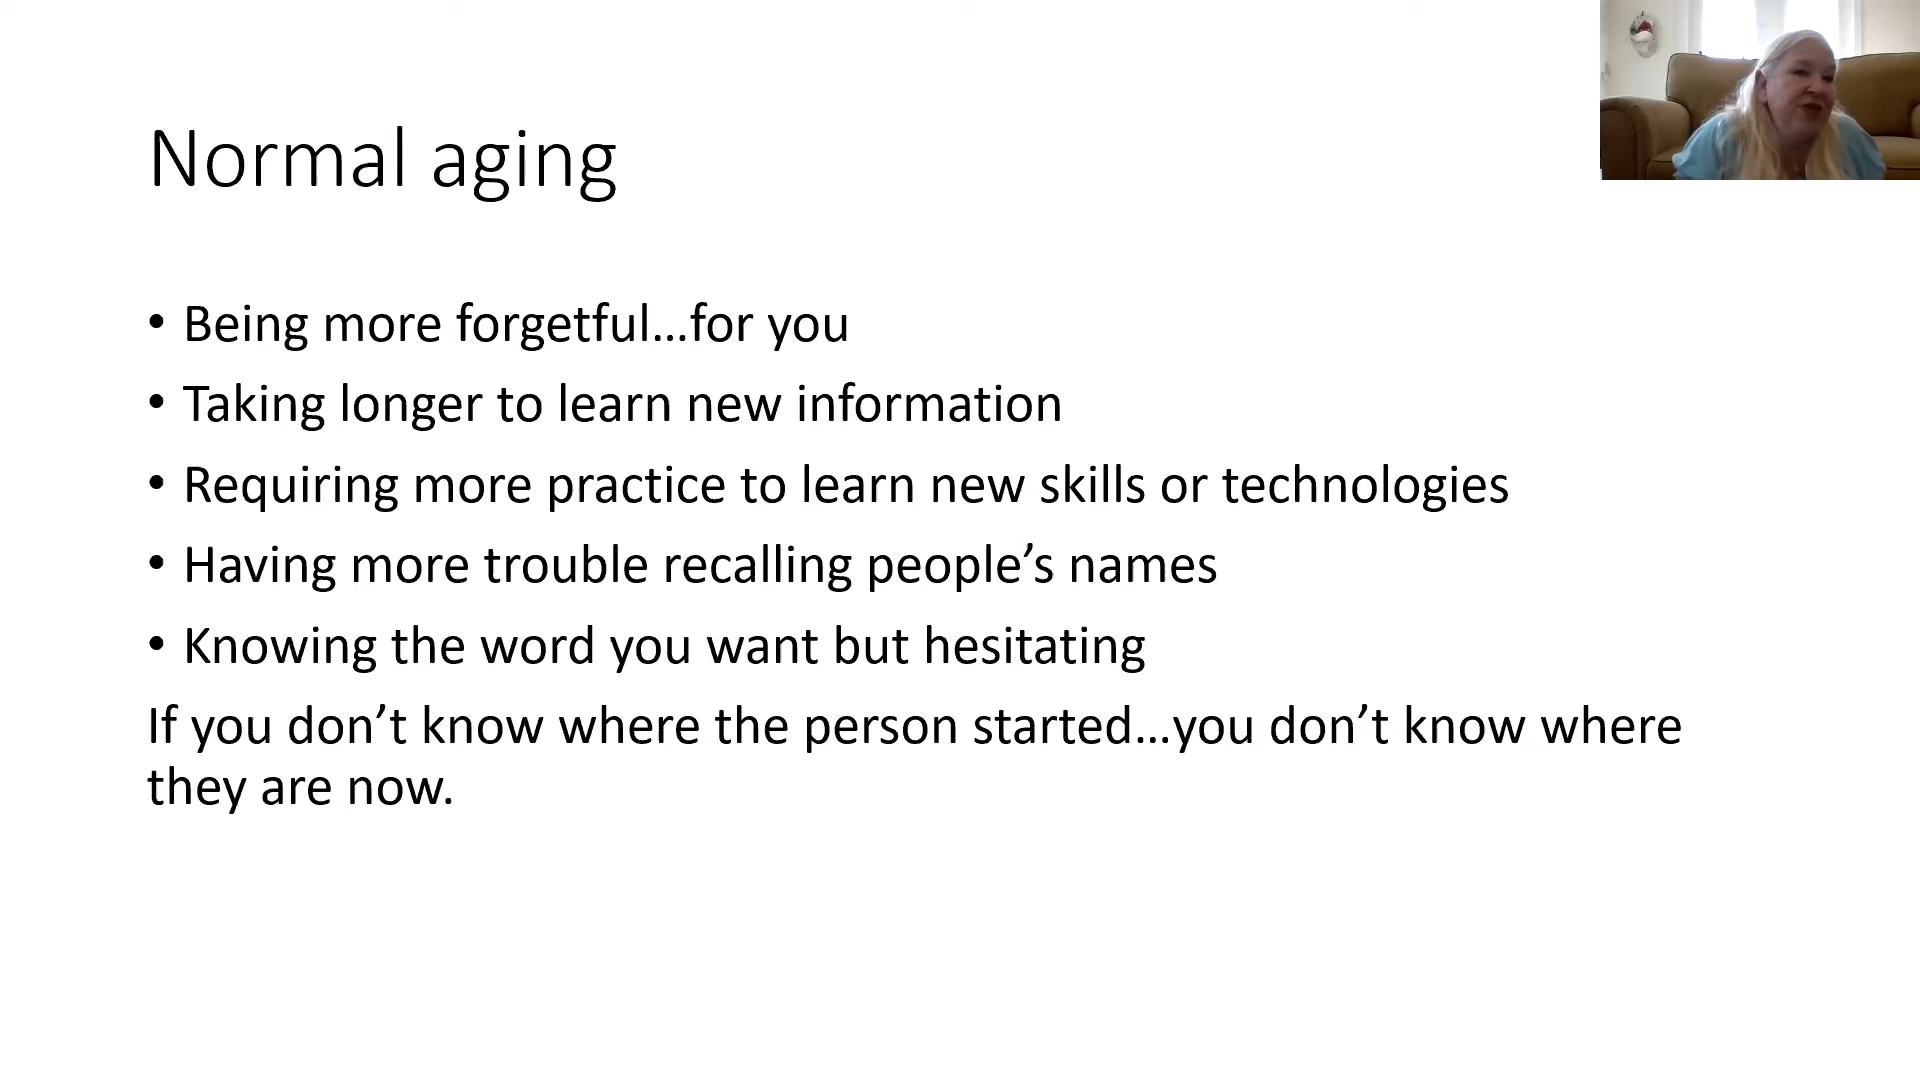 Normal aging
• Being more forgetful…for you
• Taking longer to learn new information
• Requiring more practice to learn new skills or technologies
• Having more trouble recalling people’s names
• Knowing the word you want but hesitating
If you don’t know where the person started…you don’t know where
they are now.